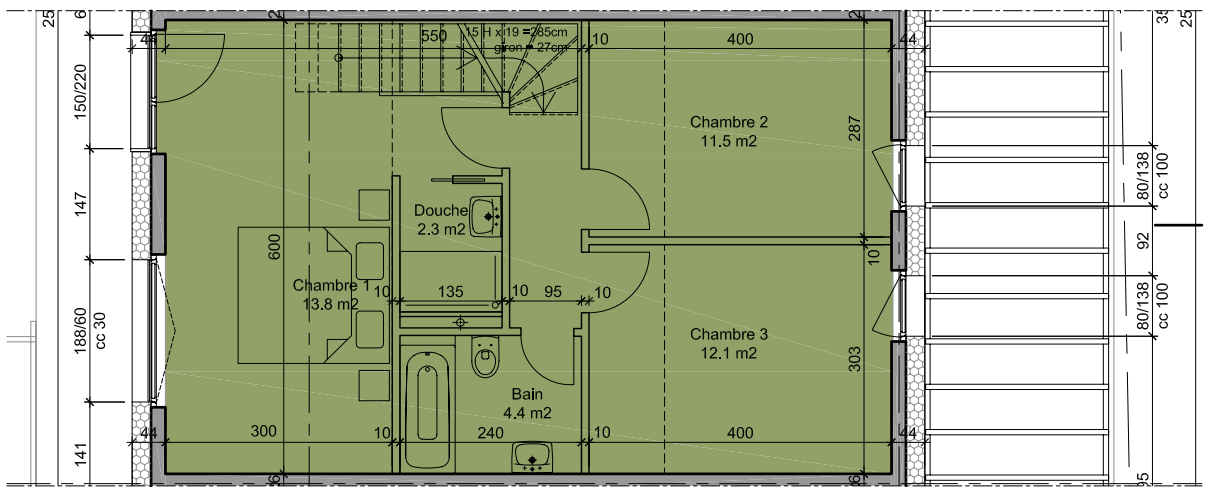 25
6
2
35
25
44
550
15 H x 19 =285cm
giron = 27cm
10
400
44
150/220
Chambre 2
11.5 m2
287
80/138
cc 100
147
Douche
2.3 m2
600
92
10
Chambre 1
13.8 m2
10
135
10
95
10
188/60
cc 30
80/138
cc 100
Chambre 3
12.1 m2
303
Bain
4.4 m2
44
300
10
240
10
400
44
141
6
6
95